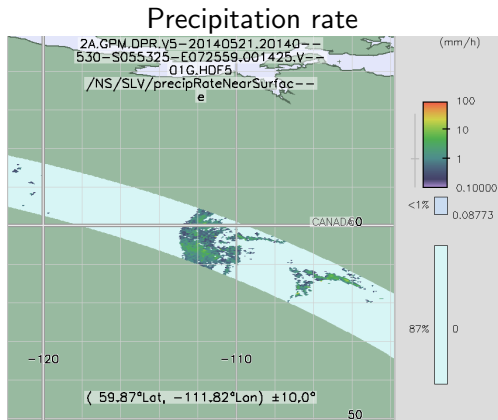 Precipitation rate
2A.GPM.DPR.V5-20140521.20140--
530-S055325-E072559.001425.V--
01G.HDF5
/NS/SLV/precipRateNearSurfac--
e
(mm/h)
100
10
1
0.10000
<1%
0.08773
CANADA
60
87%
0
-120
-110
( 59.87°Lat, -111.82°Lon) ±10.0°
50